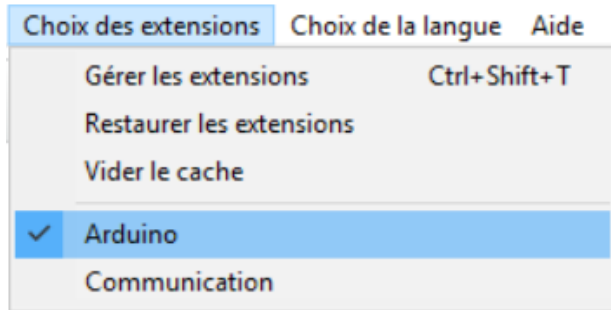 Choix des extensions Choix de la langue Aide
Gérer les extensions Ctrl+Shift+T
Restaurer les extensions
Vider le cache
Arduino
Communication